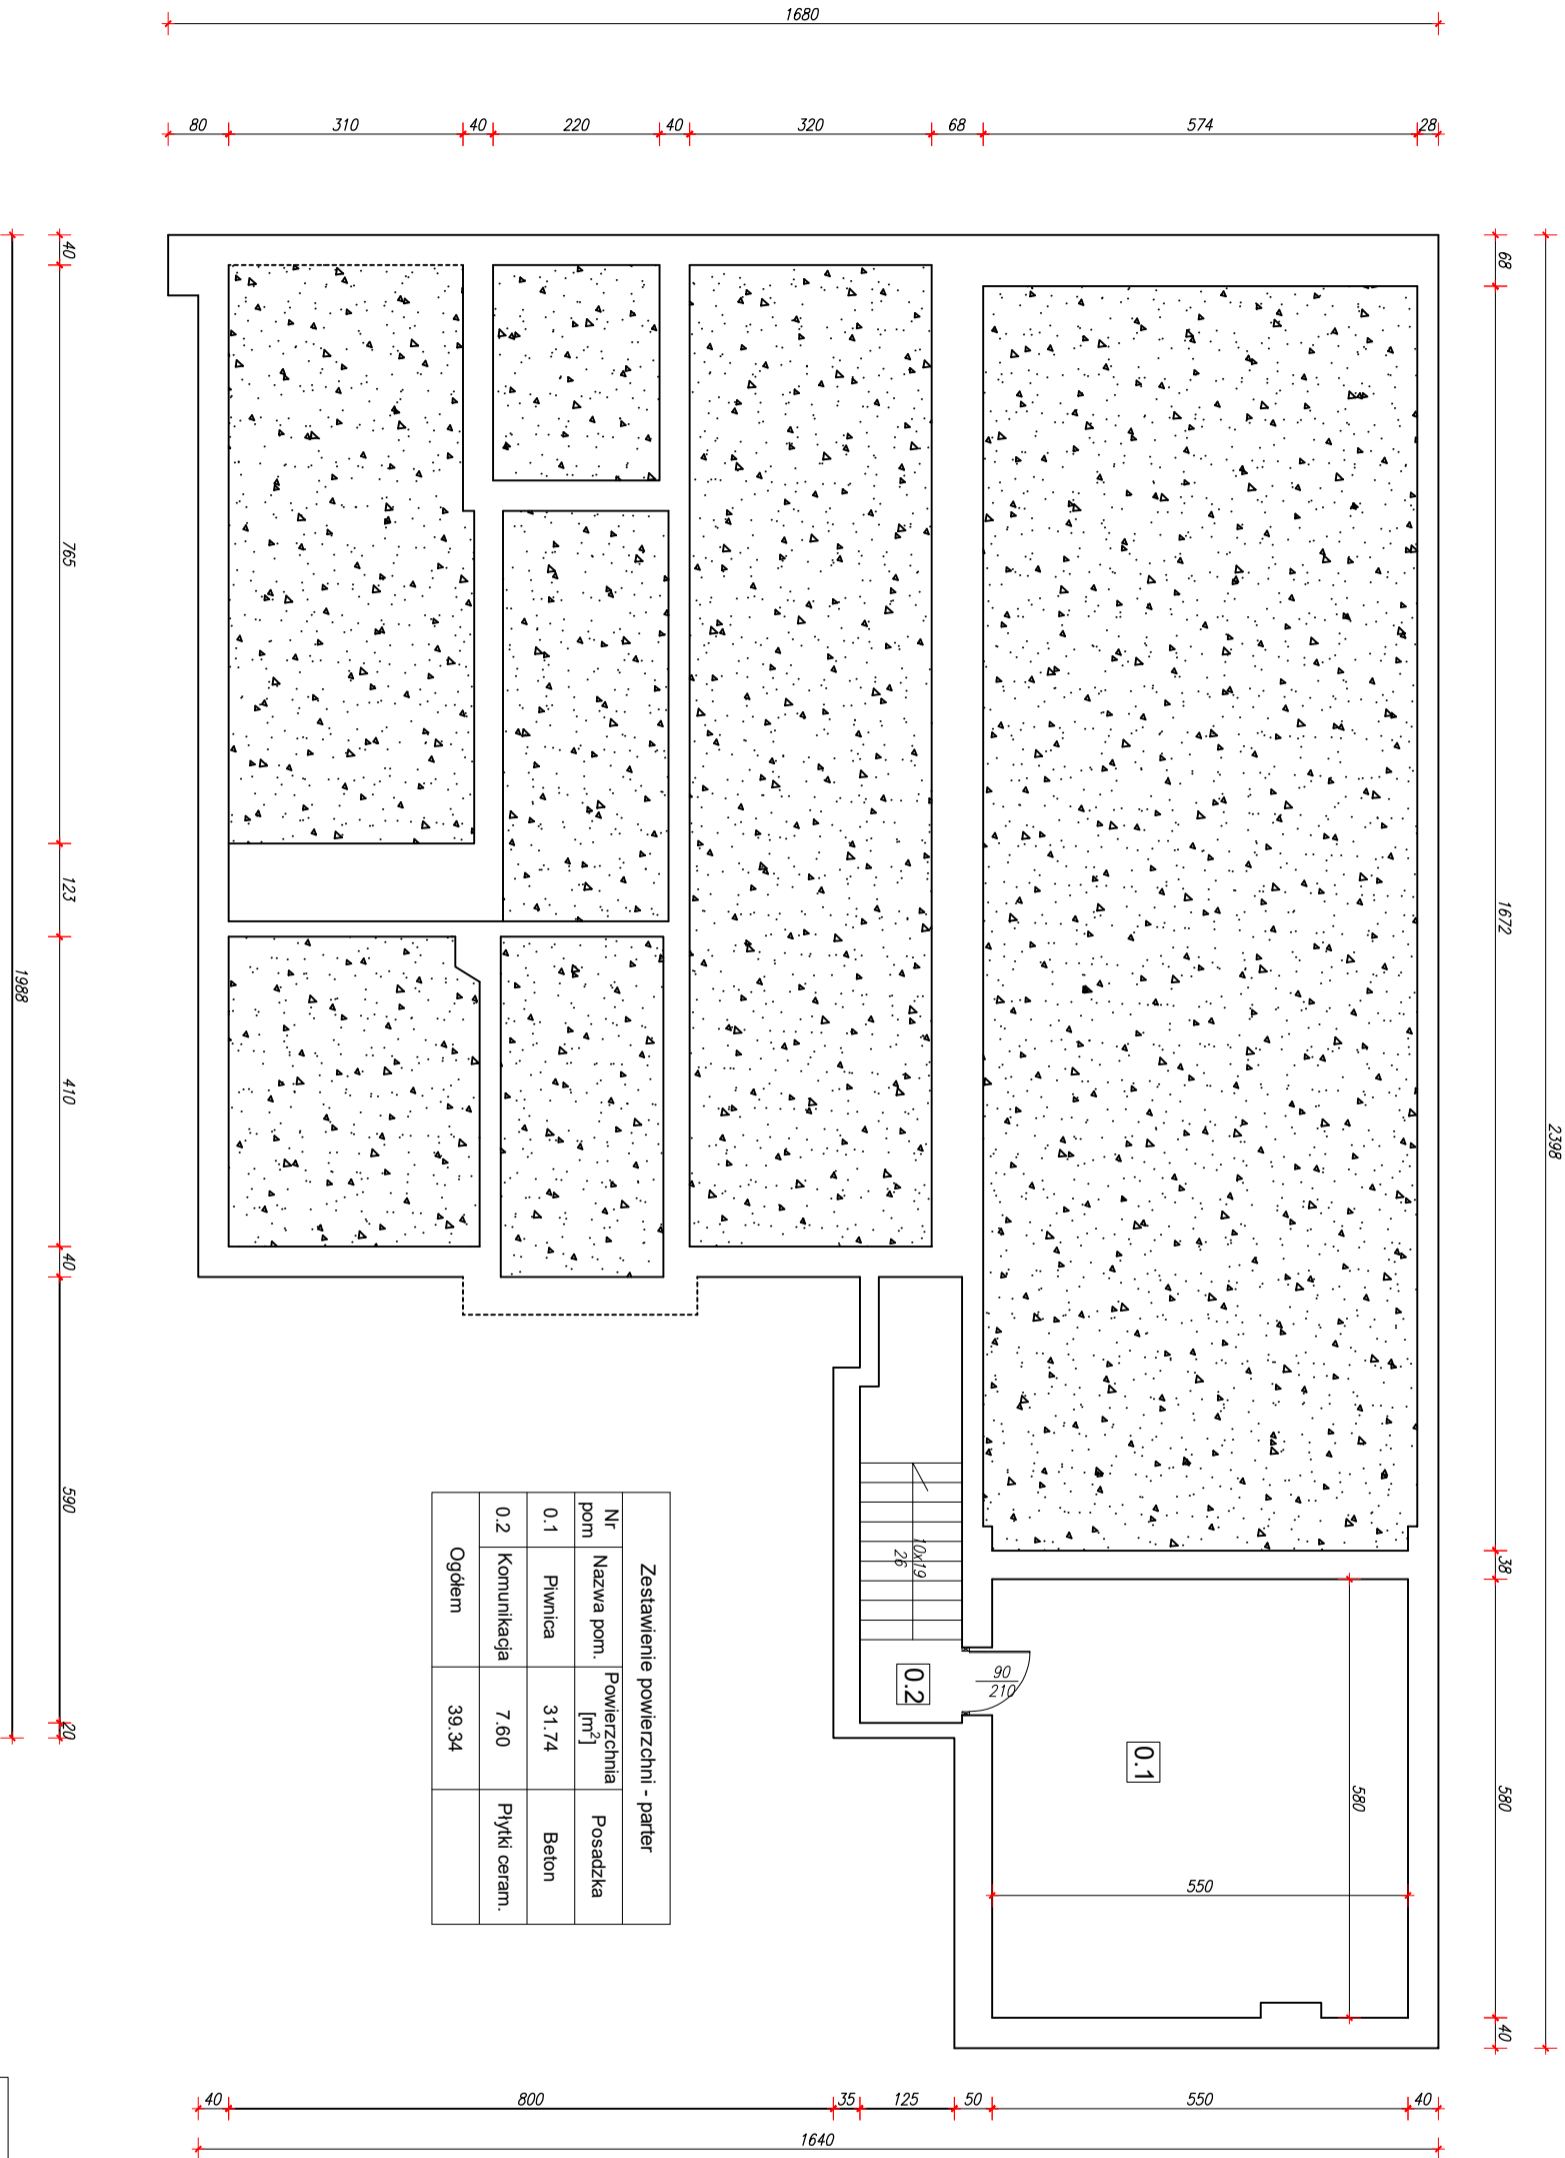 1680
80 310 40 220 40 320 68 574 28
40 765 123 410 40 590 20
1988
68 1672 38 580 40
2398
10x19
26
0.2
90
210
0.1
580
550
Zestawienie powierzchni - parter
Nr pom Nazwa pom. Powierzchnia [m²] Posadzka
0.1 Piwnica 31.74 Beton
0.2 Komunikacja 7.60 Płytki ceram.
Ogółem 39.34
40 800 35 125 50 550 40
1640